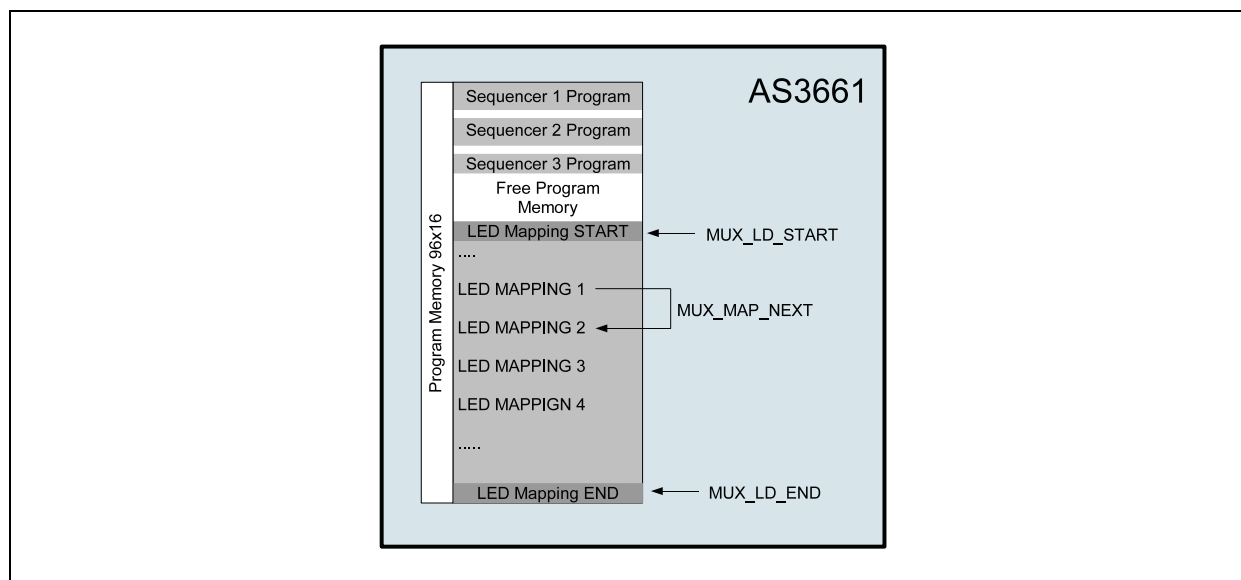 AS3661
Program Memory 96x16
Sequencer 1 Program
Sequencer 2 Program
Sequencer 3 Program
Free Program
Memory
LED Mapping START
MUX_LD_START
....
LED MAPPING 1
MUX_MAP_NEXT
LED MAPPING 2
LED MAPPING 3
LED MAPPIGN 4
.....
LED Mapping END
MUX_LD_END